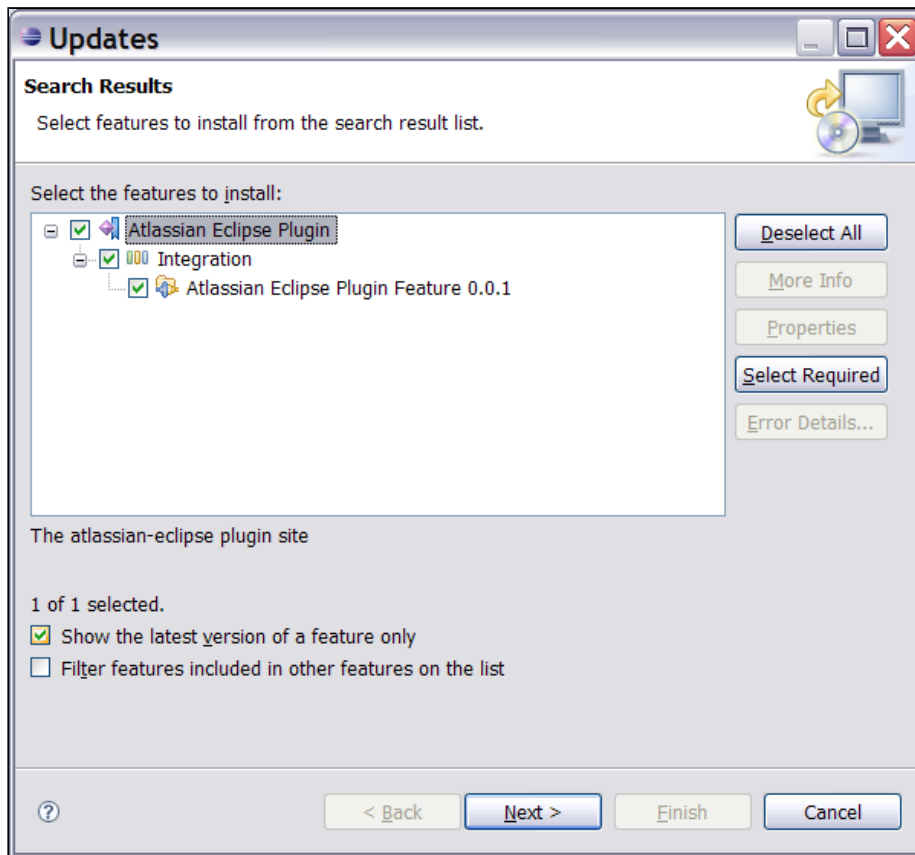 Updates
Search Results
Select features to install from the search result list.
Select the features to install:
Atlassian Eclipse Plugin
Integration
Atlassian Eclipse Plugin Feature 0.0.1
Deselect All
More Info
Properties
Select Required
Error Details...
The atlassian-eclipse plugin site
1 of 1 selected.
Show the latest version of a feature only
Filter features included in other features on the list
< Back
Next >
Finish
Cancel